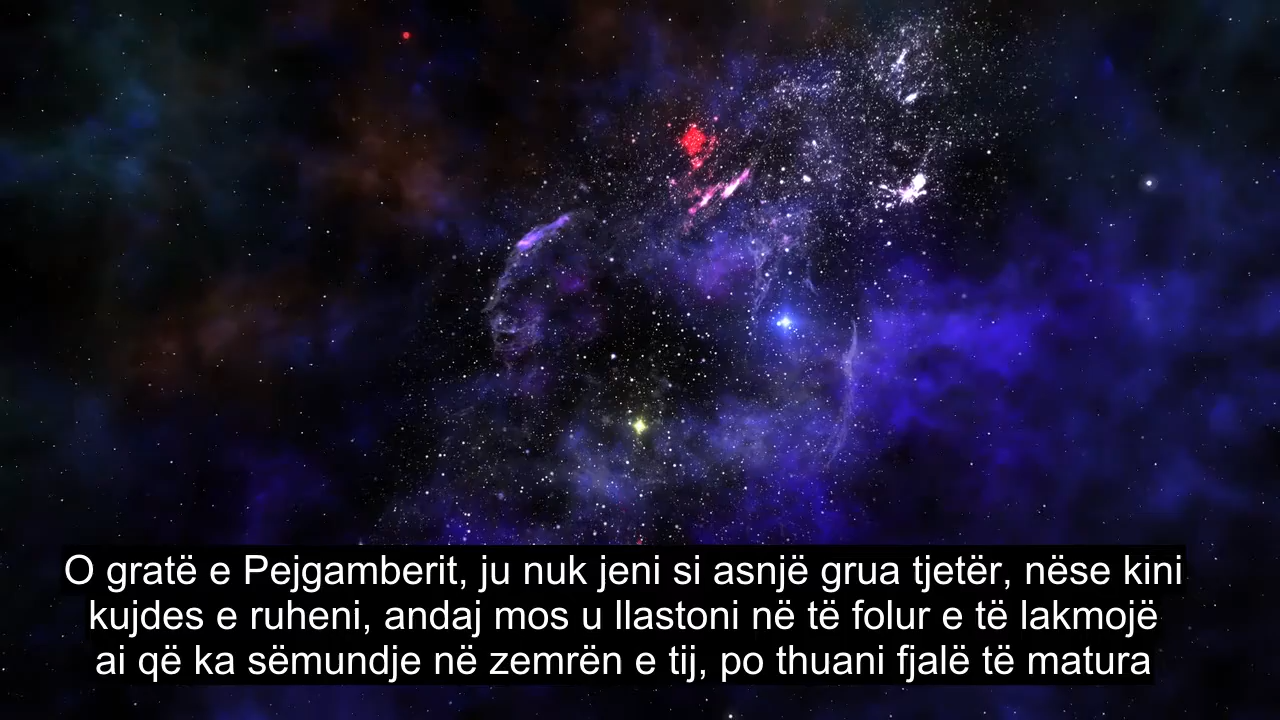 O gratë e Pejgamberit, ju nuk jeni si asnjë grua tjetër, nëse kini
kujdes e ruheni, andaj mos u llastoni në të folur e të lakmojë
ai që ka sëmundje në zemrën e tij, po thuani fjalë të matura